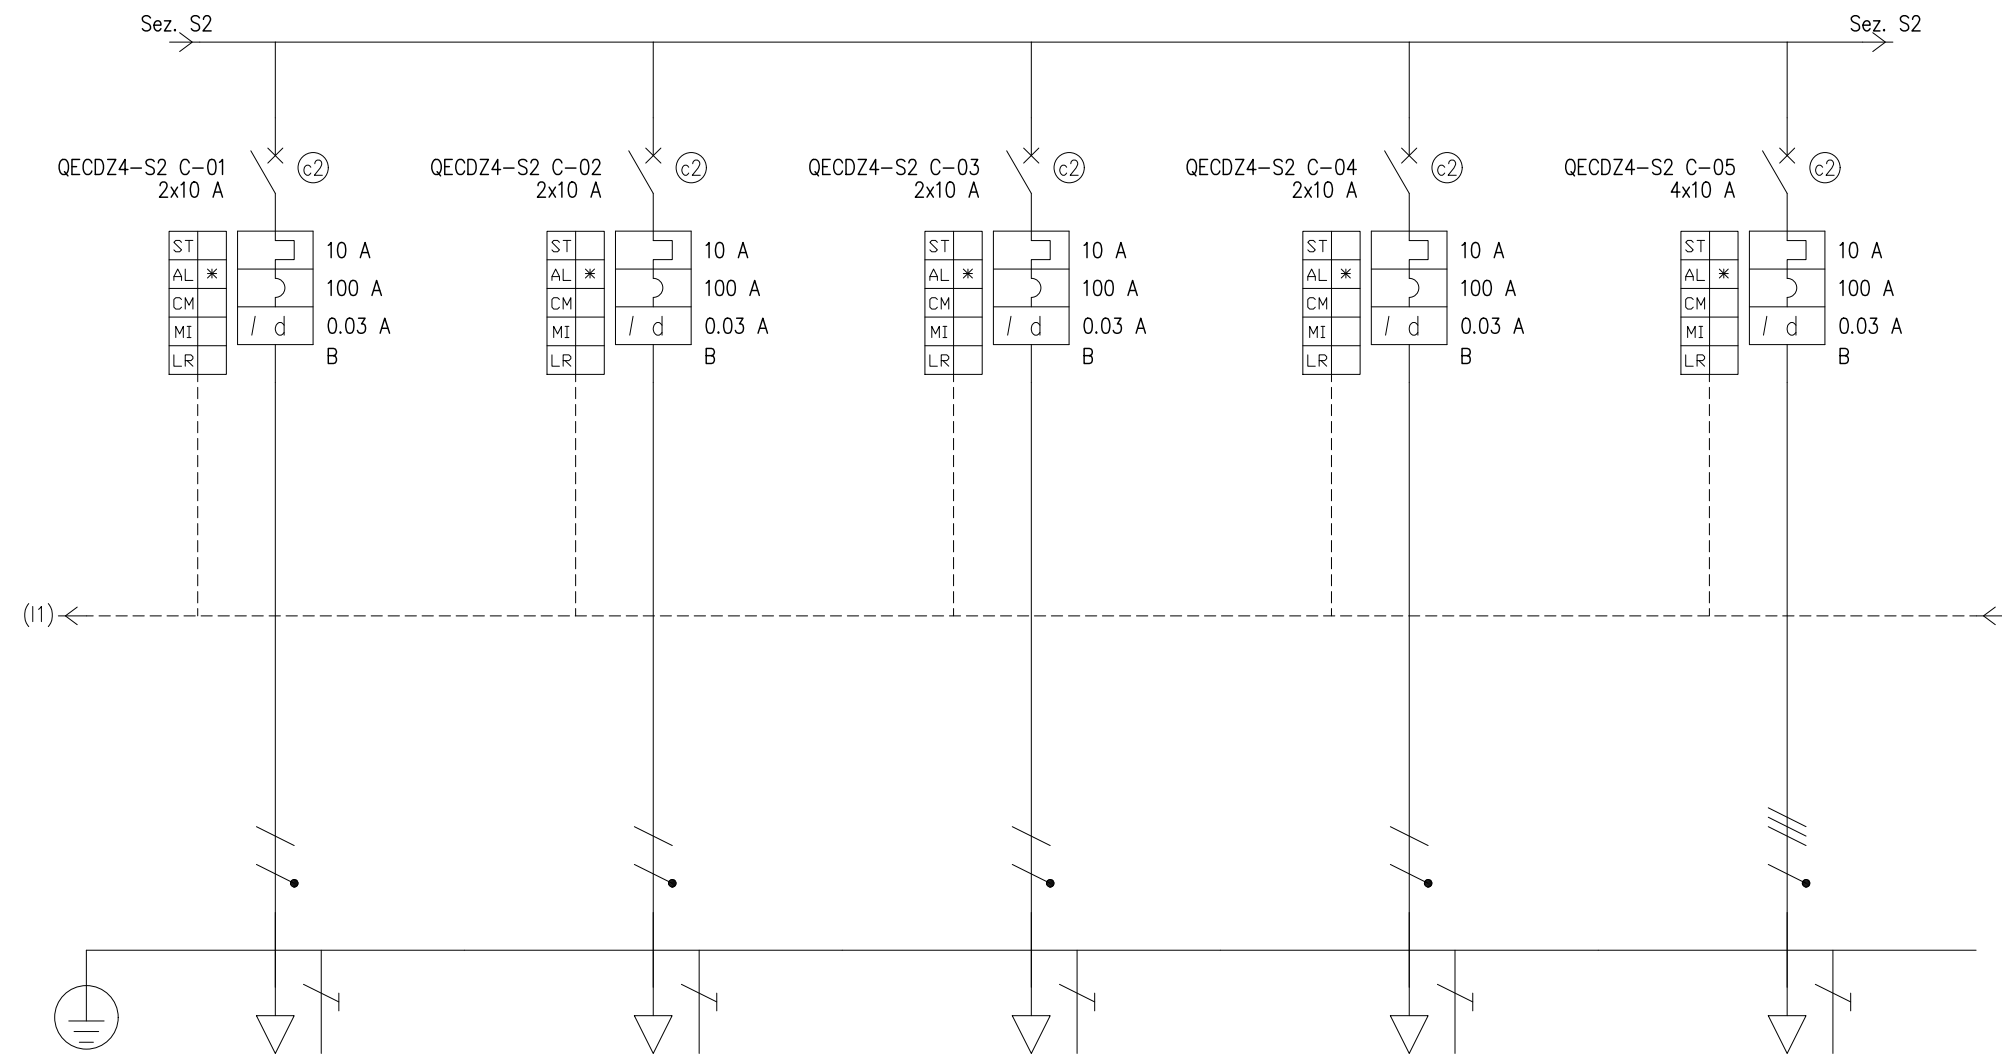 Sez. S2
Sez. S2
QECDZ4-S2 C-01
2x10 A
c2
ST
AL *
CM
MI
LR
10 A
100 A
I d
0.03 A
B
QECDZ4-S2 C-02
2x10 A
c2
ST
AL *
CM
MI
LR
10 A
100 A
I d
0.03 A
B
QECDZ4-S2 C-03
2x10 A
c2
ST
AL *
CM
MI
LR
10 A
100 A
I d
0.03 A
B
QECDZ4-S2 C-04
2x10 A
c2
ST
AL *
CM
MI
LR
10 A
100 A
I d
0.03 A
B
QECDZ4-S2 C-05
4x10 A
c2
ST
AL *
CM
MI
LR
10 A
100 A
I d
0.03 A
B
(I1)